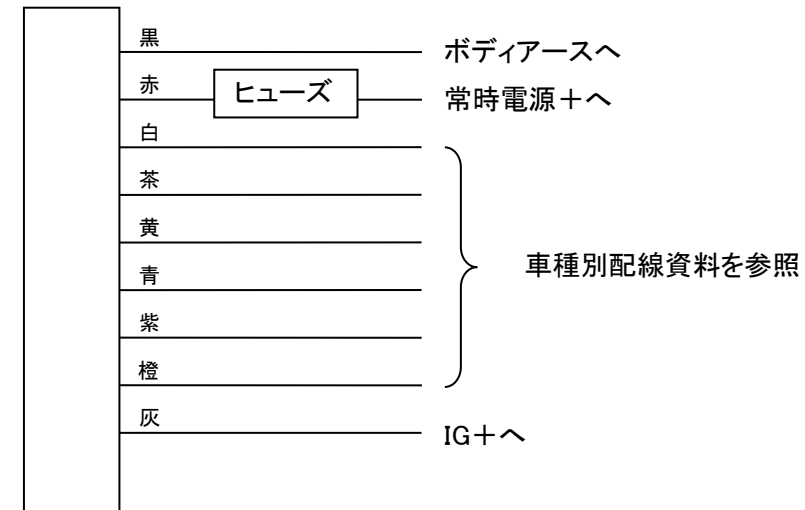 黒
ボディアースへ
赤
ヒューズ
常時電源＋へ
白
茶
黄
青
車種別配線資料を参照
紫
橙
灰
IG＋へ